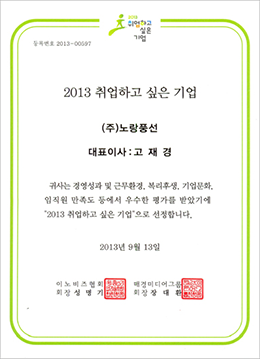 2013
취업하고
싶은
기업
등록번호 2013-00597
2013 취업하고 싶은 기업
(주)노랑풍선
대표이사 : 고 재 경
귀사는 경영성과 및 근무환경, 복리후생, 기업문화,
임직원 만족도 등에서 우수한 평가를 받았기에
"2013 취업하고 싶은 기업"으로 선정합니다.
2013년 9월 13일
이노비즈협회 매경미디어그룹
회장 성 명 기 회장 장 대 환